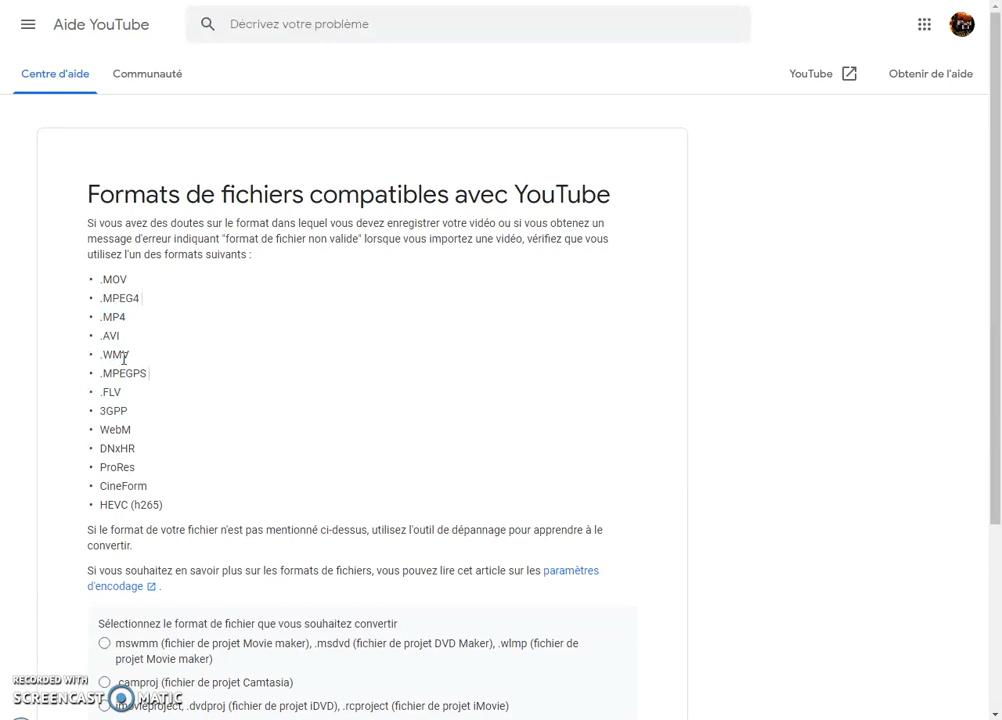 Aide YouTube
Décrivez votre problème
Centre d'aide
Communauté
YouTube
Obtenir de l'aide
Formats de fichiers compatibles avec YouTube
Si vous avez des doutes sur le format dans lequel vous devez enregistrer votre vidéo ou si vous obtenez un
message d'erreur indiquant "format de fichier non valide" lorsque vous importez une vidéo, vérifiez que vous
utilisez l'un des formats suivants :
• .MOV
• .MPEG4
• .MP4
• .AVI
• .WMV
• .MPEGPS
• .FLV
• 3GPP
• WebM
• DNxHR
• ProRes
• CineForm
• HEVC (h265)
Si le format de votre fichier n'est pas mentionné ci-dessus, utilisez l'outil de dépannage pour apprendre à le
convertir.
Si vous souhaitez en savoir plus sur les formats de fichiers, vous pouvez lire cet article sur les paramètres
d'encodage .
Sélectionnez le format de fichier que vous souhaitez convertir
mswmm (fichier de projet Movie maker), .msdvd (fichier de projet DVD Maker), .wlmp (fichier de
projet Movie maker)
.camproj (fichier de projet Camtasia)
.imovieproject, .dvdproj (fichier de projet iDVD), .rcproject (fichier de projet iMovie)
RECORDED WITH
SCREENCAST MATIC